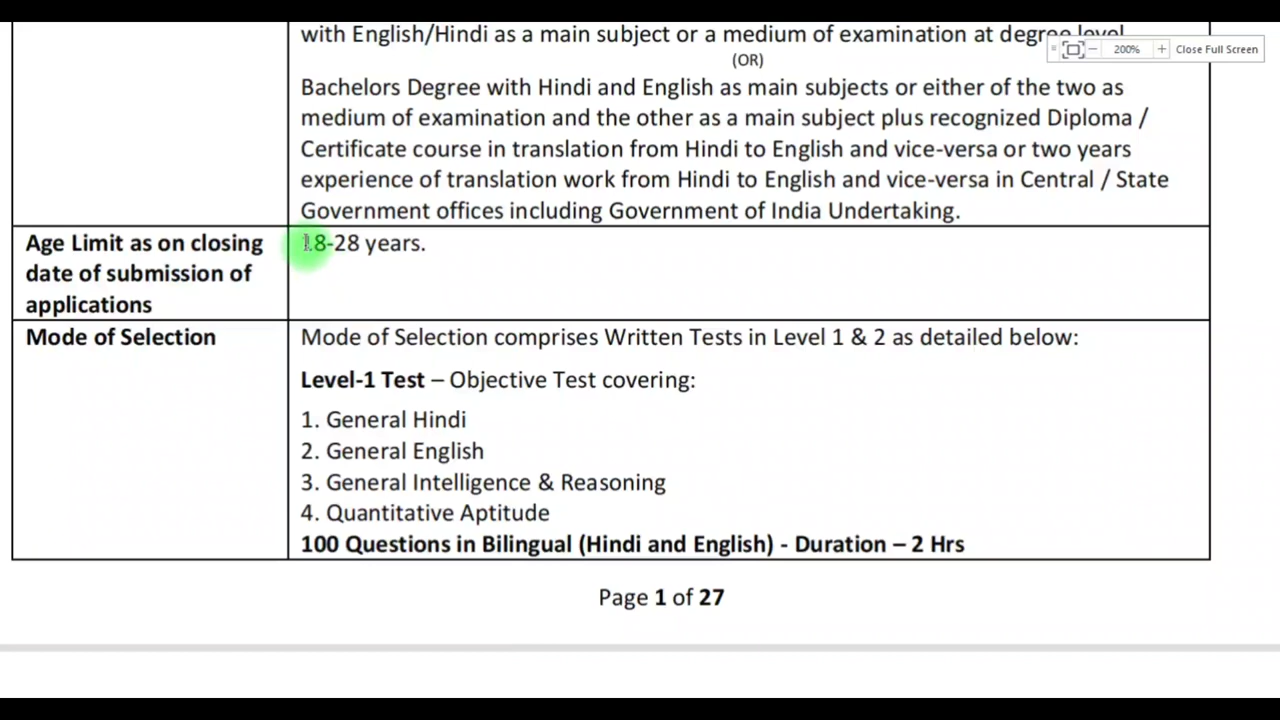 with English/Hindi as a main subject or a medium of examination at degree level
200%
Close Full Screen
(OR)
Bachelors Degree with Hindi and English as main subjects or either of the two as
medium of examination and the other as a main subject plus recognized Diploma /
Certificate course in translation from Hindi to English and vice-versa or two years
experience of translation work from Hindi to English and vice-versa in Central / State
Government offices including Government of India Undertaking.
Age Limit as on closing
date of submission of
applications
18-28 years.
Mode of Selection
Mode of Selection comprises Written Tests in Level 1 & 2 as detailed below:
Level-1 Test – Objective Test covering:
1. General Hindi
2. General English
3. General Intelligence & Reasoning
4. Quantitative Aptitude
100 Questions in Bilingual (Hindi and English) - Duration – 2 Hrs
Page 1 of 27